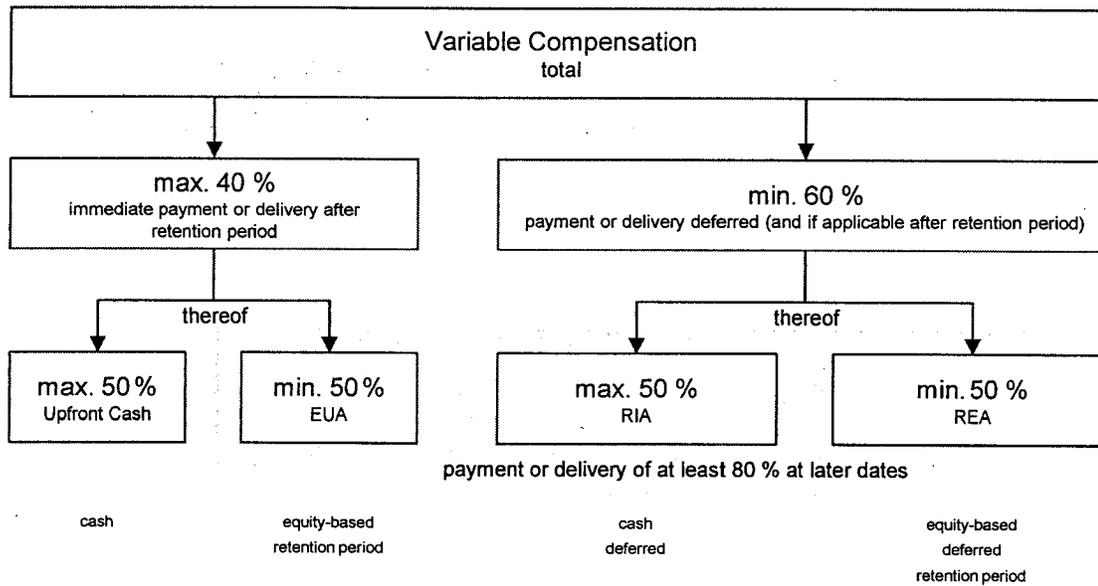 Variable Compensation
total
max. 40 %
immediate payment or delivery after
retention period
min. 60 %
payment or delivery deferred (and if applicable after retention period)
thereof
thereof
max. 50 %
Upfront Cash
min. 50 %
EUA
max. 50 %
RIA
min. 50 %
REA
payment or delivery of at least 80 % at later dates
cash
equity-based
retention period
cash
deferred
equity-based
deferred
retention period